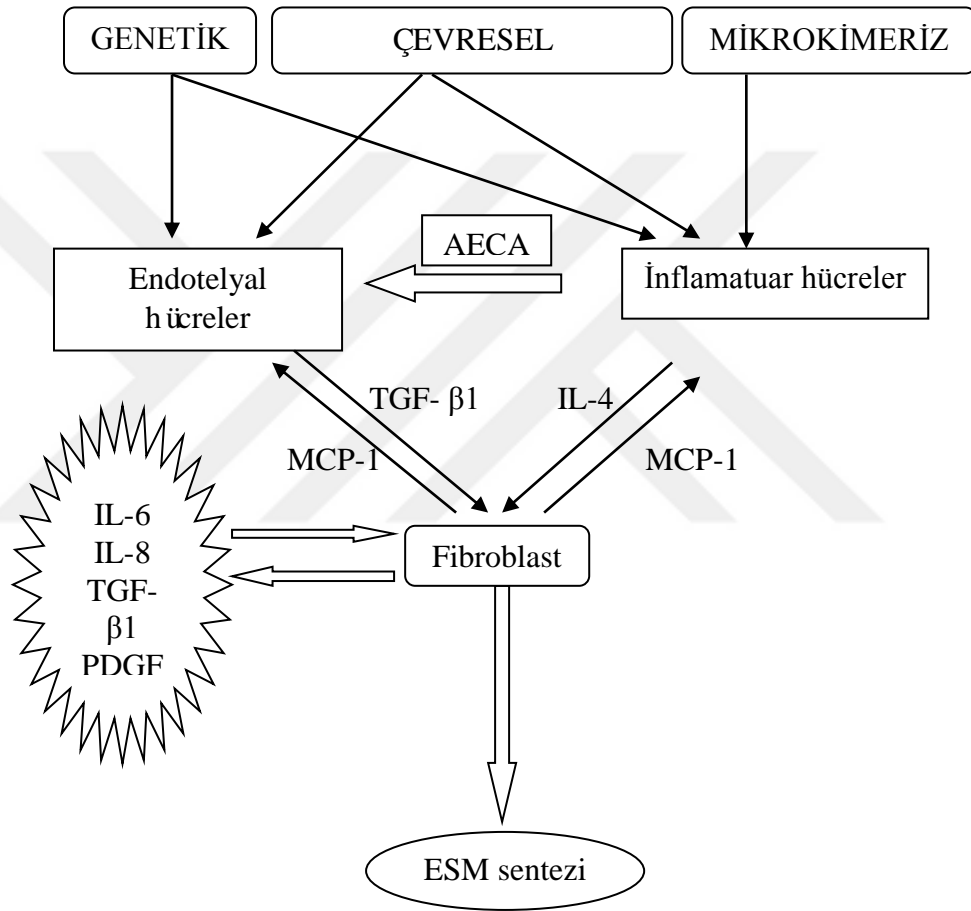 GENETİK
ÇEVRESEL
MİKROKİMERİZ
AECA
Endotelyal
hücreler
İnflamatuar hücreler
TGF- β1
IL-4
MCP-1
MCP-1
IL-6
IL-8
TGF-
β1
PDGF
Fibroblast
ESM sentezi